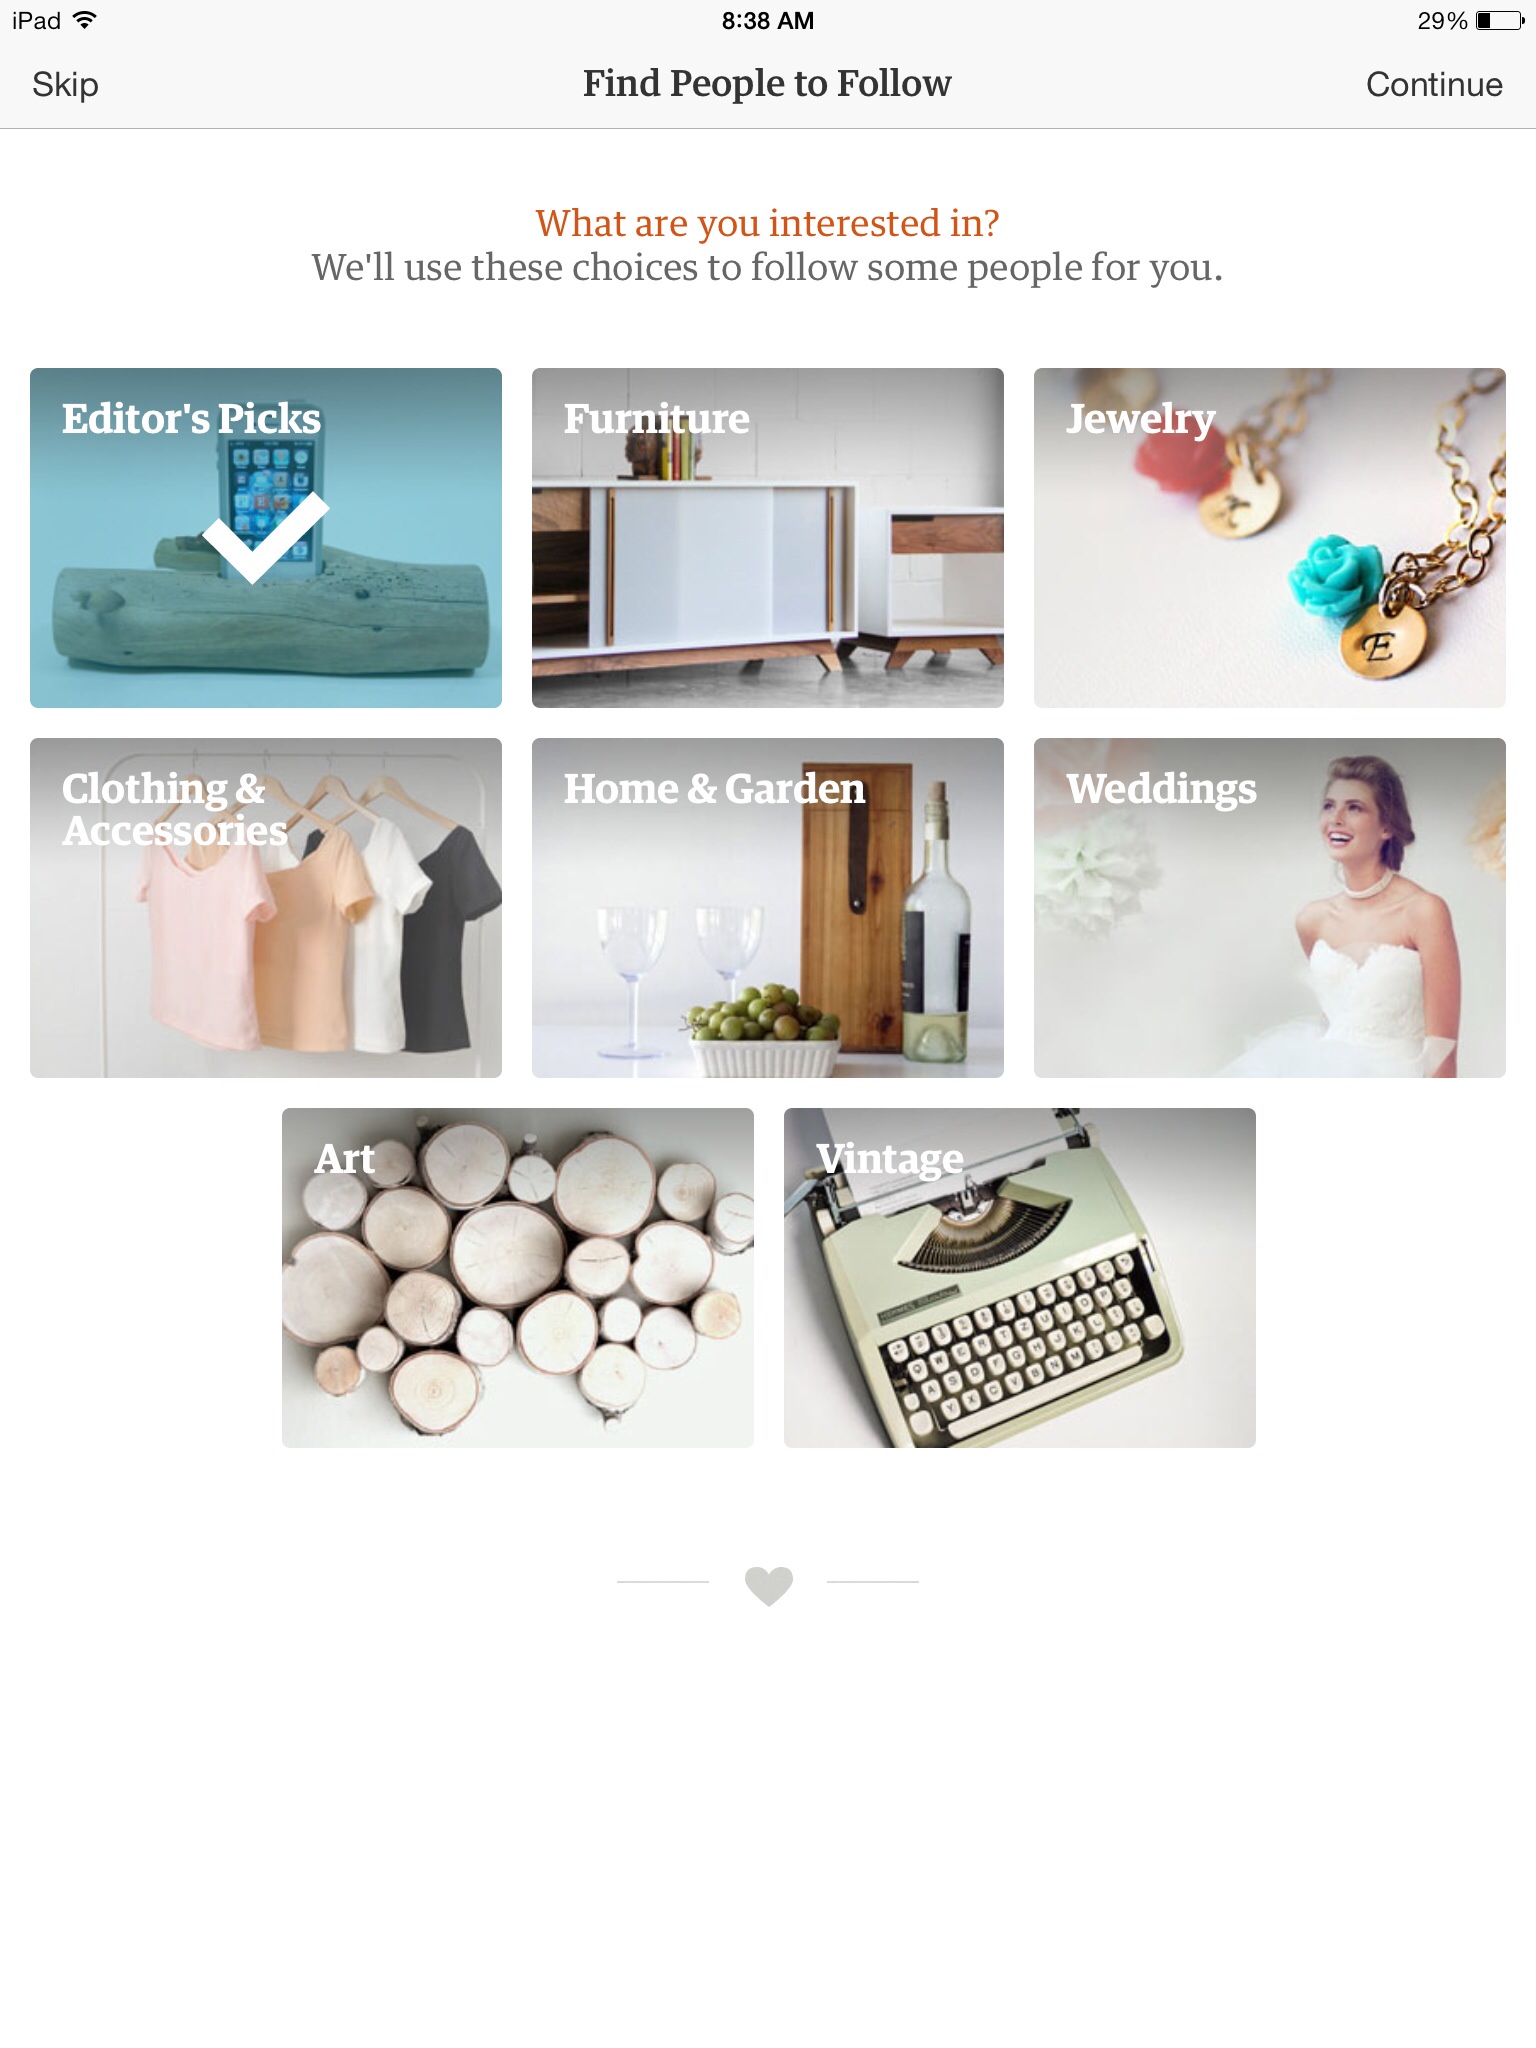 iPad 8:38 AM 29%
Skip Find People to Follow Continue
What are you interested in?
We'll use these choices to follow some people for you.
Editor's Picks
Furniture
Jewelry
E
Clothing &
Accessories
Home & Garden
Weddings
Art
Vintage